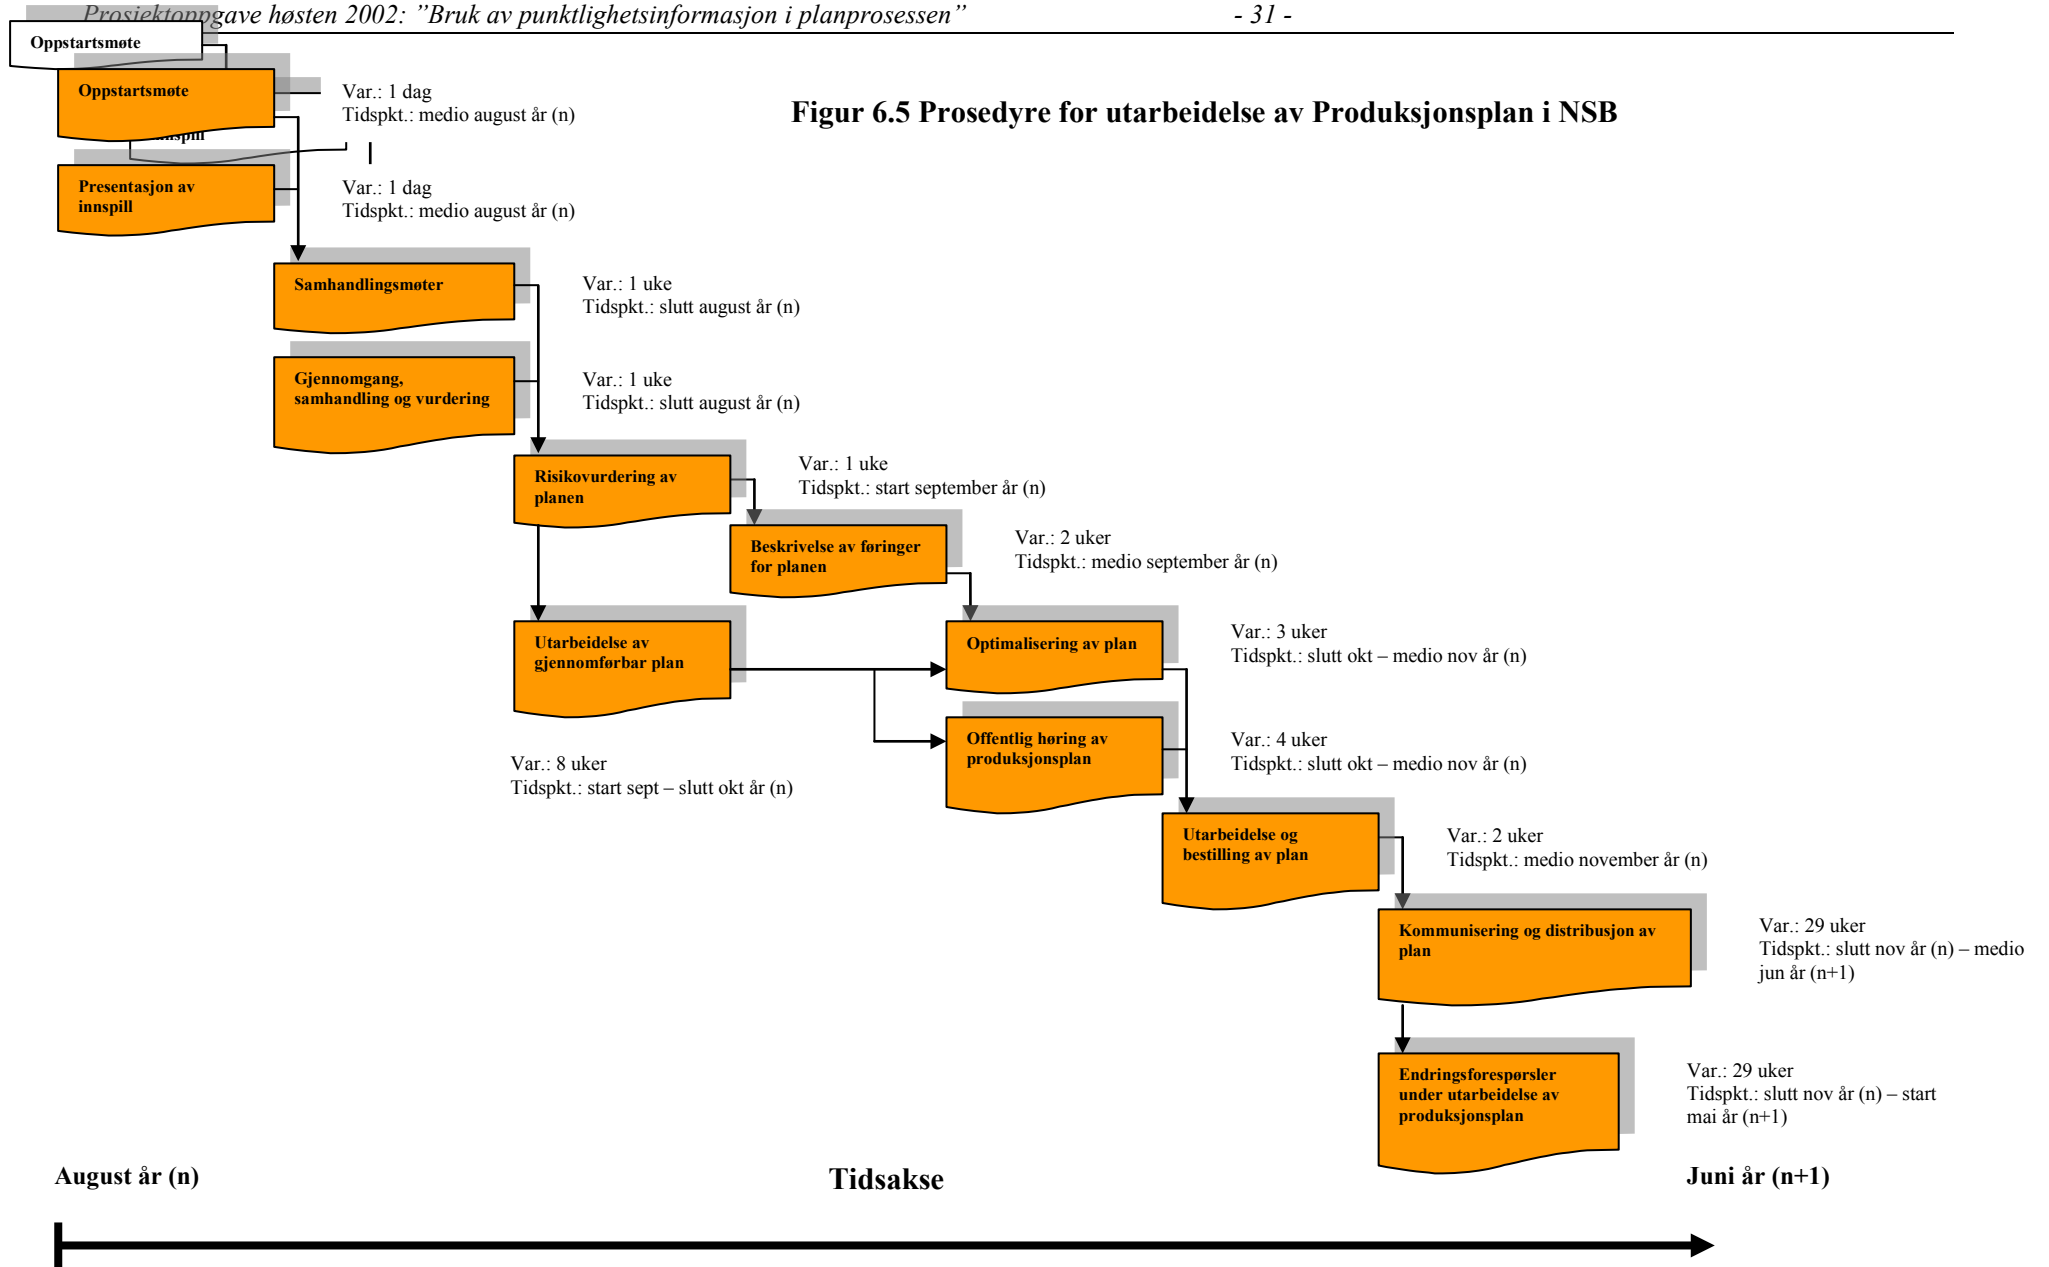 Prosjektoppgave høsten 2002: ”Bruk av punktlighetsinformasjon i planprosessen”
- 31 -
Oppstartsmøte
Oppstartsmøte
Var.: 1 dag
Tidspkt.: medio august år (n)
Figur 6.5 Prosedyre for utarbeidelse av Produksjonsplan i NSB
Presentasjon av
innspill
Var.: 1 dag
Tidspkt.: medio august år (n)
Samhandlingsmøter
Var.: 1 uke
Tidspkt.: slutt august år (n)
Gjennomgang,
samhandling og vurdering
Var.: 1 uke
Tidspkt.: slutt august år (n)
Risikovurdering av
planen
Var.: 1 uke
Tidspkt.: start september år (n)
Beskrivelse av føringer
for planen
Var.: 2 uker
Tidspkt.: medio september år (n)
Utarbeidelse av
gjennomførbar plan
Var.: 8 uker
Tidspkt.: start sept – slutt okt år (n)
Optimalisering av plan
Var.: 3 uker
Tidspkt.: slutt okt – medio nov år (n)
Offentlig høring av
produksjonsplan
Var.: 4 uker
Tidspkt.: slutt okt – medio nov år (n)
Utarbeidelse og
bestilling av plan
Var.: 2 uker
Tidspkt.: medio november år (n)
Kommunisering og distribusjon av
plan
Var.: 29 uker
Tidspkt.: slutt nov år (n) – medio
jun år (n+1)
Endringsforespørsler
under utarbeidelse av
produksjonsplan
Var.: 29 uker
Tidspkt.: slutt nov år (n) – start
mai år (n+1)
August år (n)
Tidsakse
Juni år (n+1)